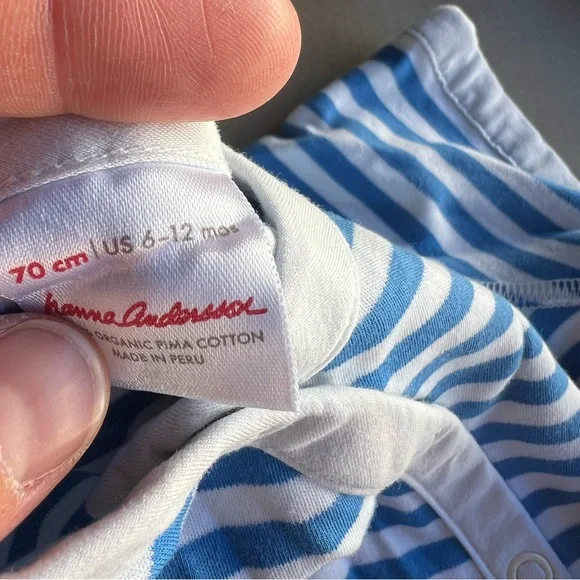 70 cm | US 6-12 mos
hanna andersson
ORGANIC PIMA COTTON
MADE IN PERU